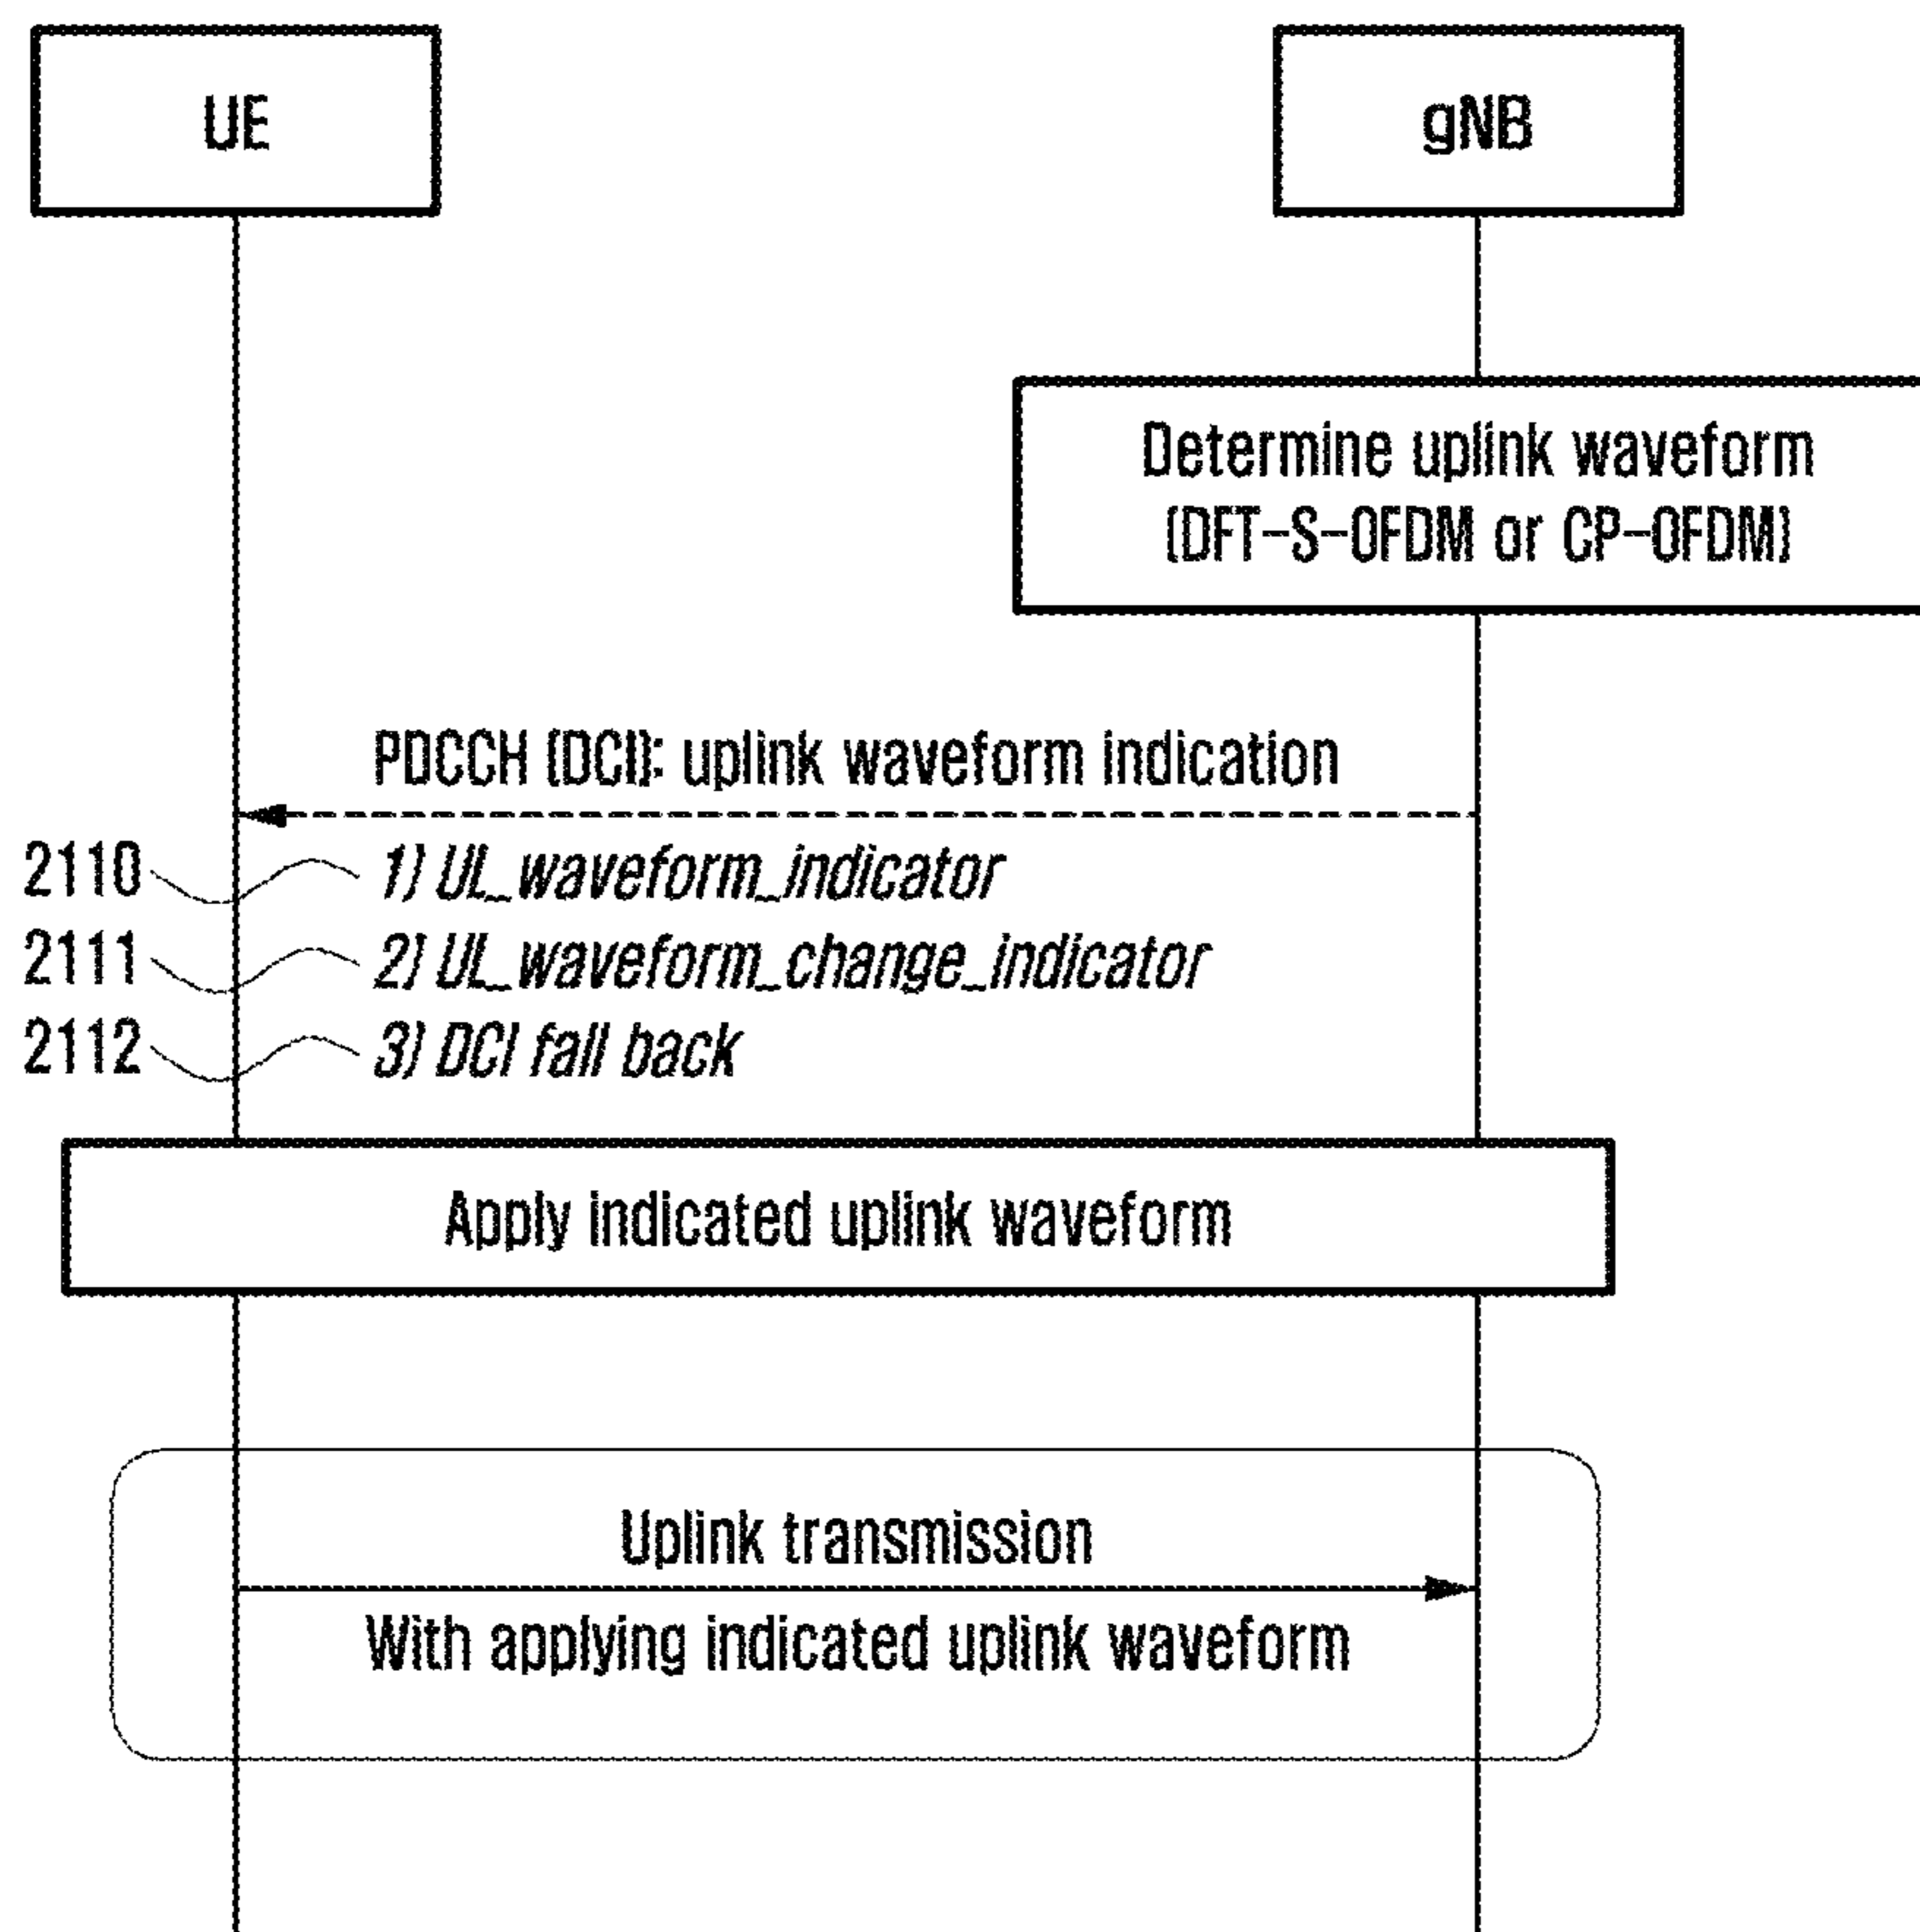 UE
gNB
Determine uplink waveform
(DFT-S-OFDM or CP-OFDM)
PDCCH (DCI): uplink waveform indication
2110 1) UL_waveform_indicator
2111 2) UL_waveform_change_indicator
2112 3) DCI fall back
Apply indicated uplink waveform
Uplink transmission
With applying indicated uplink waveform